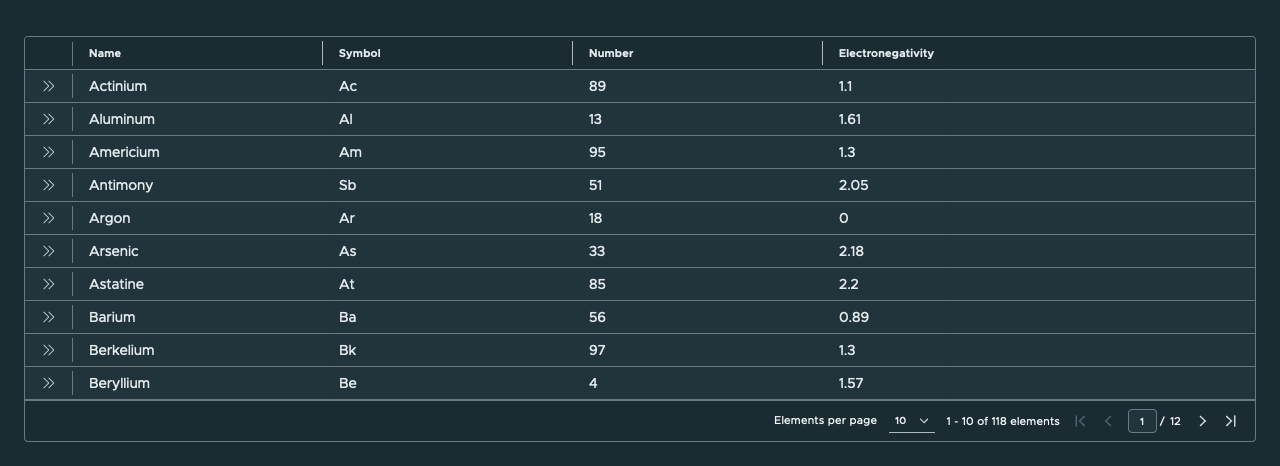 Name Symbol Number Electronegativity
Actinium Ac 89 1.1
Aluminum Al 13 1.61
Americium Am 95 1.3
Antimony Sb 51 2.05
Argon Ar 18 0
Arsenic As 33 2.18
Astatine At 85 2.2
Barium Ba 56 0.89
Berkelium Bk 97 1.3
Beryllium Be 4 1.57
Elements per page 10 1 - 10 of 118 elements 1 / 12